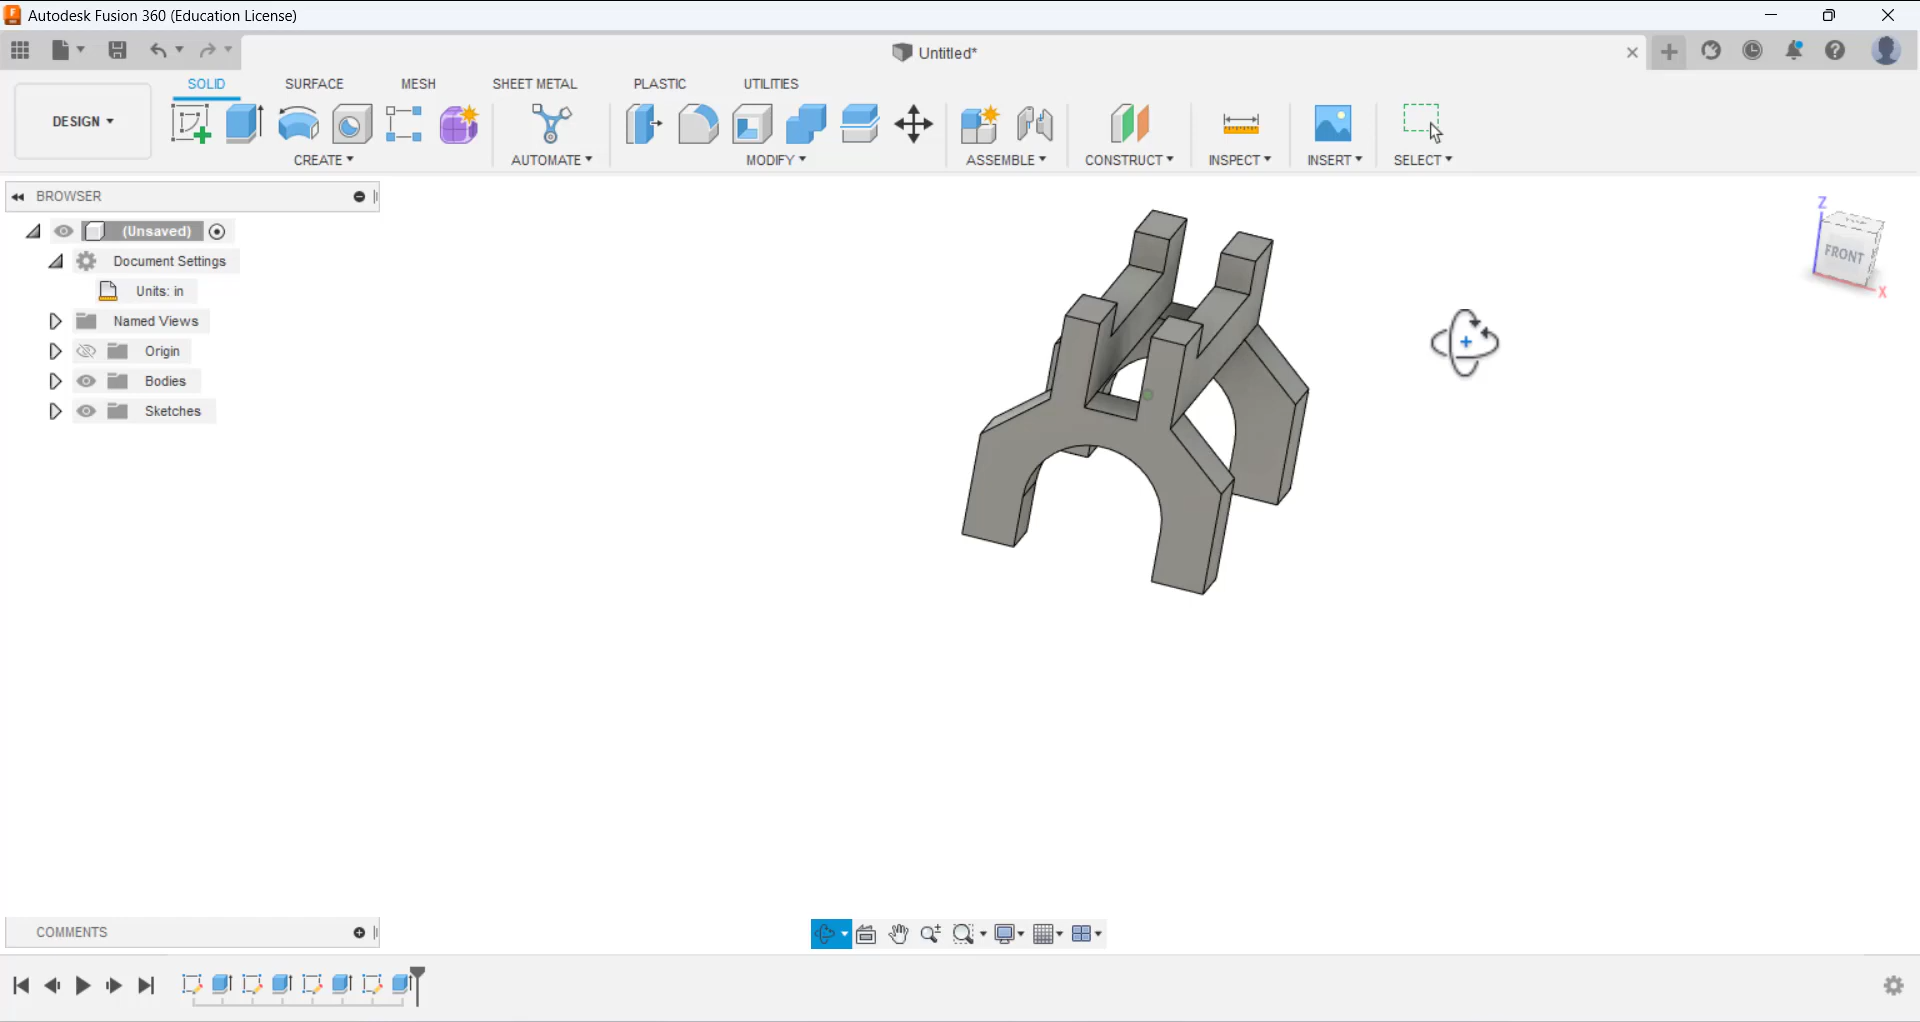 Autodesk Fusion 360 (Education License)
Untitled*
SOLID SURFACE MESH SHEET METAL PLASTIC UTILITIES
DESIGN
CREATE AUTOMATE MODIFY ASSEMBLE CONSTRUCT INSPECT INSERT SELECT
BROWSER
(Unsaved)
Document Settings
Units: in
Named Views
Origin
Bodies
Sketches
Z
TOP
FRONT
X
COMMENTS